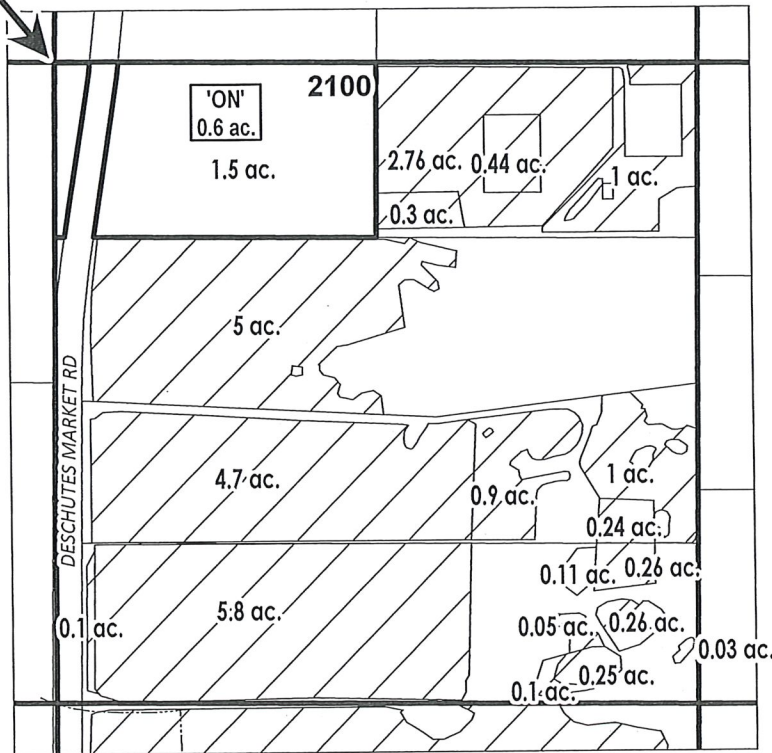 2100
'ON'
0.6 ac.
1.5 ac.
2.76 ac.
0.44 ac.
1 ac.
0.3 ac.
5 ac.
DESCHUTES MARKET RD
4.7 ac.
0.9 ac.
1 ac.
0.24 ac.
0.11 ac.
0.26 ac.
5.8 ac.
0.1 ac.
0.05 ac.
0.26 ac.
0.03 ac.
0.25 ac.
0.1 ac.